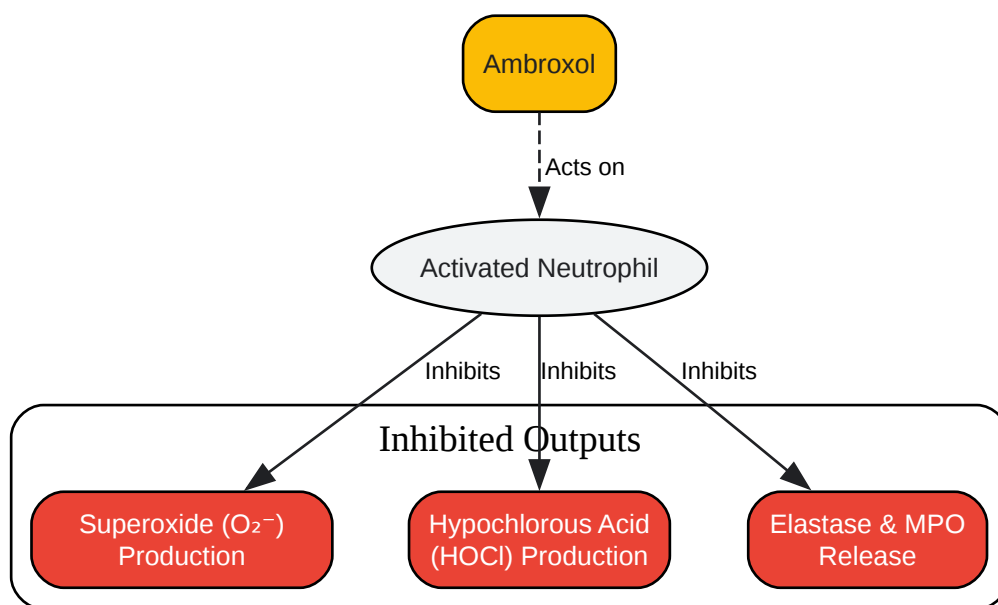 Ambroxol
Acts on
Activated Neutrophil
Inhibits
Inhibits
Inhibits
Inhibited Outputs
Superoxide (O₂⁻)
Production
Hypochlorous Acid
(HOCl) Production
Elastase & MPO
Release